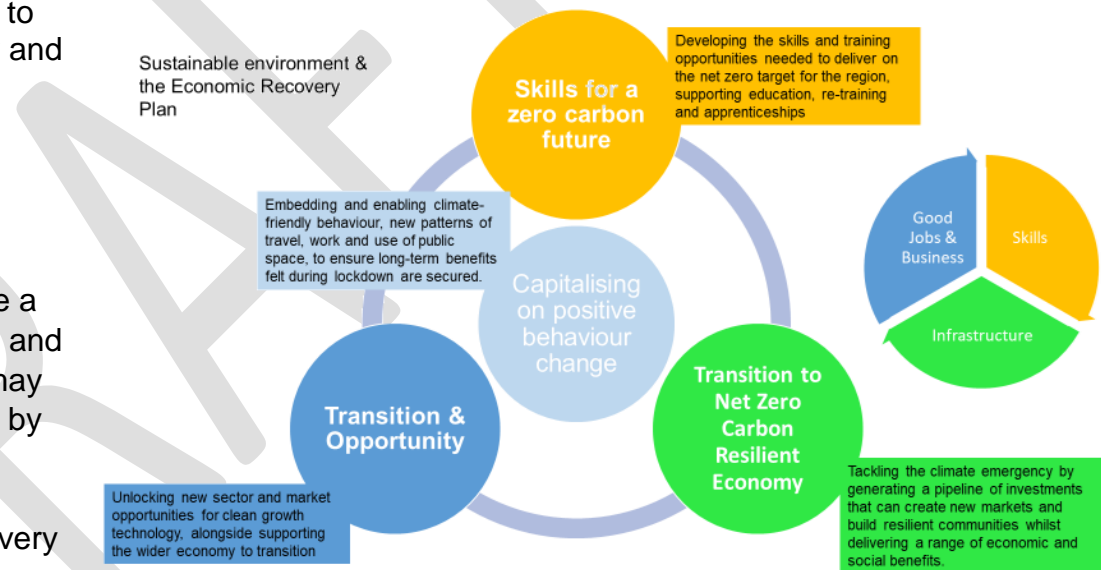 to
and
Sustainable environment &
the Economic Recovery
Plan
Skills for a
zero carbon
future
Developing the skills and training
opportunities needed to deliver on
the net zero target for the region,
supporting education, re-training
and apprenticeships
Embedding and enabling climate-
friendly behaviour, new patterns of
travel, work and use of public
space, to ensure long-term benefits
felt during lockdown are secured.
Capitalising
on positive
behaviour
change
Good
Jobs &
Business
Skills
Infrastructure
e a
and
may
by
Transition &
Opportunity
Transition to
Net Zero
Carbon
Resilient
Economy
Unlocking new sector and market
opportunities for clean growth
technology, alongside supporting
the wider economy to transition
Tackling the climate emergency by
generating a pipeline of investments
that can create new markets and
build resilient communities whilst
delivering a range of economic and
social benefits.
very